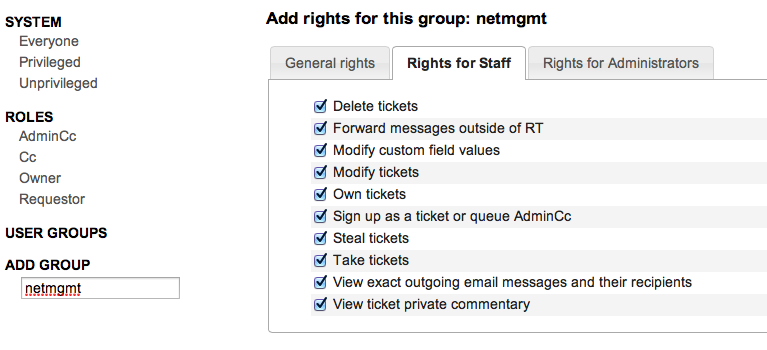 SYSTEM
Everyone
Privileged
Unprivileged
ROLES
AdminCc
Cc
Owner
Requestor
USER GROUPS
ADD GROUP
netmgmt
Add rights for this group: netmgmt
General rights
Rights for Staff
Rights for Administrators
Delete tickets
Forward messages outside of RT
Modify custom field values
Modify tickets
Own tickets
Sign up as a ticket or queue AdminCc
Steal tickets
Take tickets
View exact outgoing email messages and their recipients
View ticket private commentary